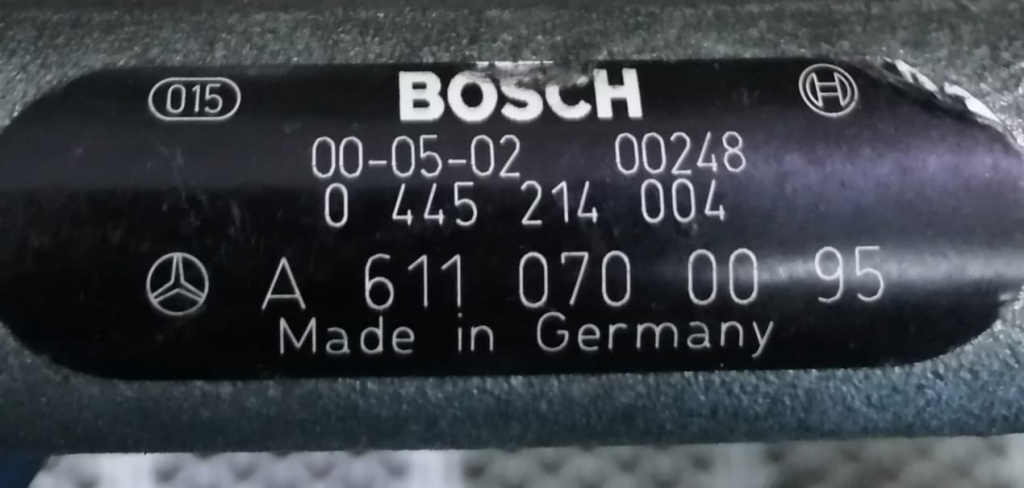 015 BOSCH
00-05-02 00248
0 445 214 004
A 611 070 00 95
Made in Germany